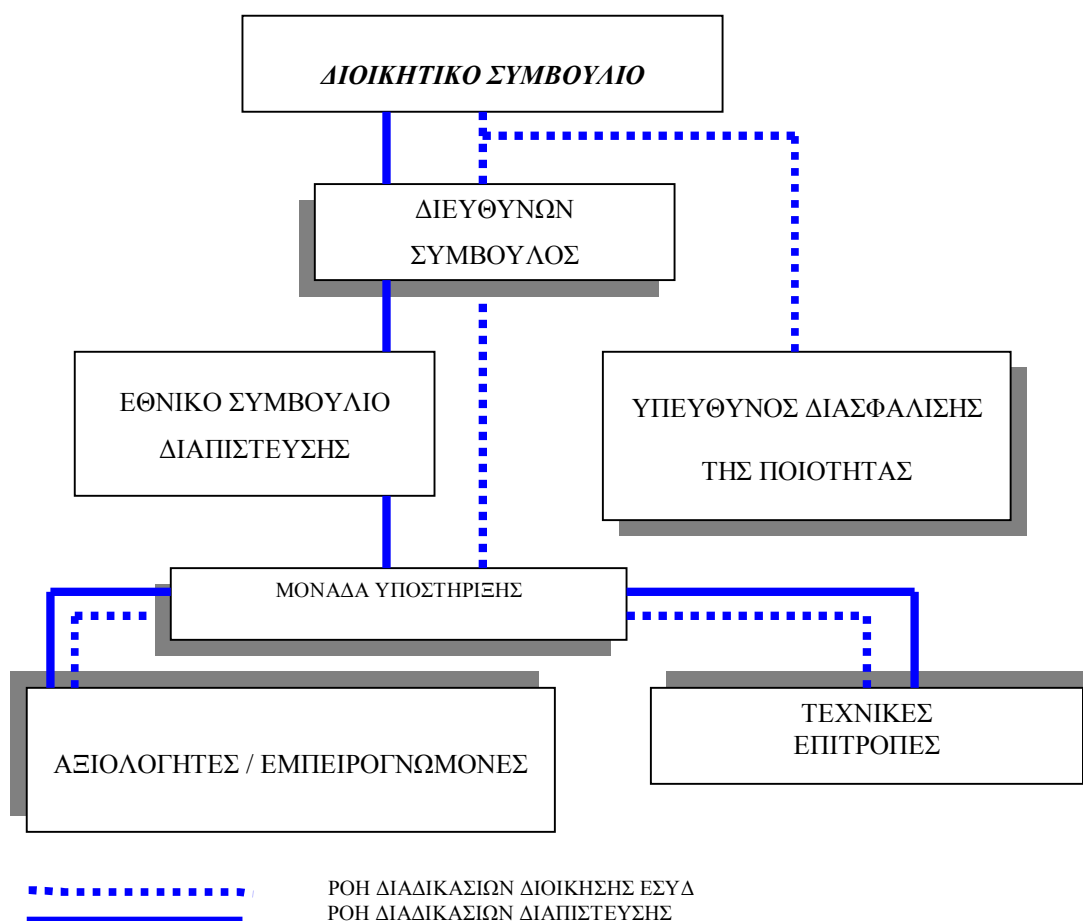 ΔΙΟΙΚΗΤΙΚΟ ΣΥΜΒΟΥΛΙΟ
ΔΙΕΥΘΥΝΩΝ
ΣΥΜΒΟΥΛΟΣ
ΕΘΝΙΚΟ ΣΥΜΒΟΥΛΙΟ
ΔΙΑΠΙΣΤΕΥΣΗΣ
ΥΠΕΥΘΥΝΟΣ ΔΙΑΣΦΑΛΙΣΗΣ
ΤΗΣ ΠΟΙΟΤΗΤΑΣ
ΜΟΝΑΔΑ ΥΠΟΣΤΗΡΙΞΗΣ
ΑΞΙΟΛΟΓΗΤΕΣ / ΕΜΠΕΙΡΟΓΝΩΜΟΝΕΣ
ΤΕΧΝΙΚΕΣ
ΕΠΙΤΡΟΠΕΣ
ΡΟΗ ΔΙΑΔΙΚΑΣΙΩΝ ΔΙΟΙΚΗΣΗΣ ΕΣΥΔ
ΡΟΗ ΔΙΑΔΙΚΑΣΙΩΝ ΔΙΑΠΙΣΤΕΥΣΗΣ